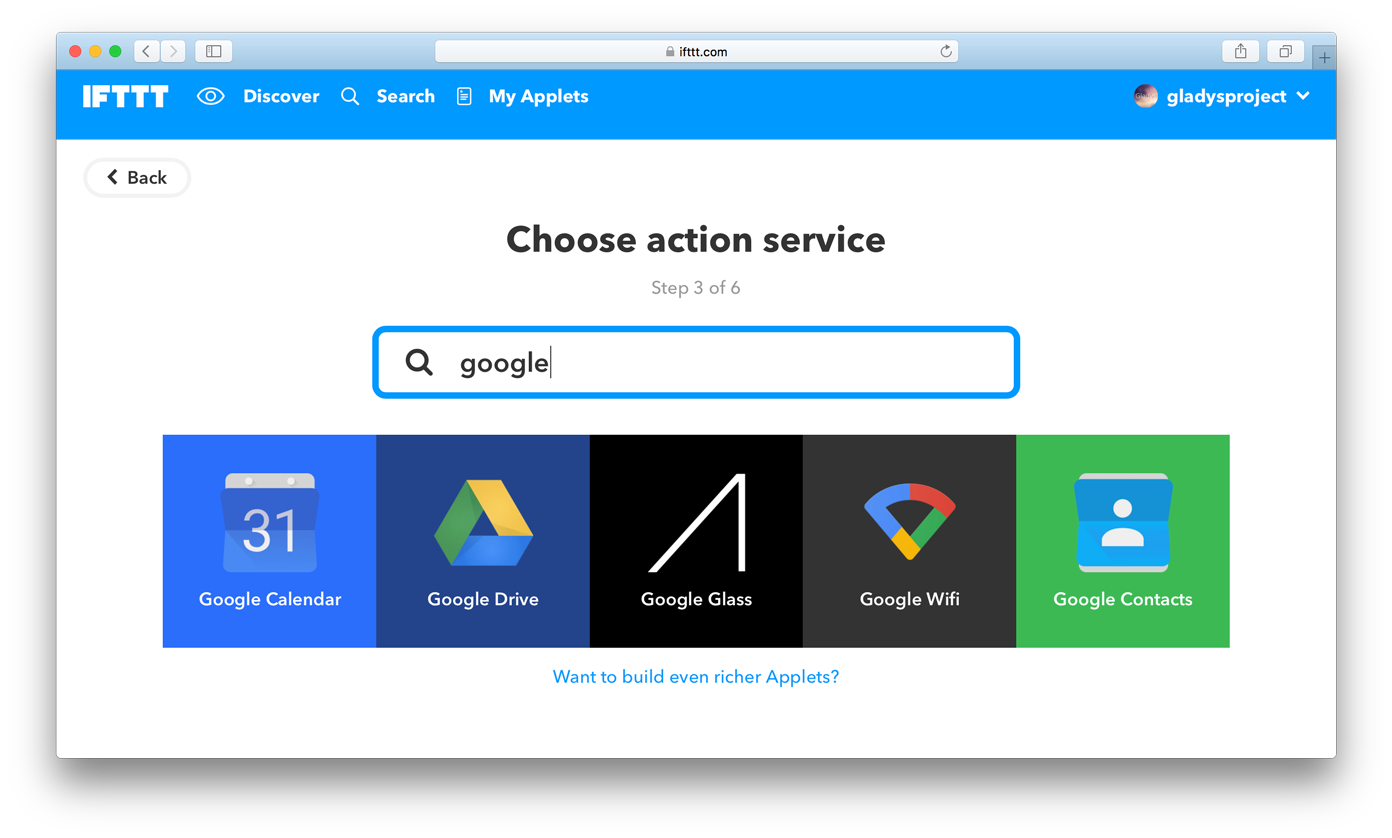 ifttt.com
IFTTT Discover Search My Applets gladysproject
Back
Choose action service
Step 3 of 6
google
31
Google Calendar Google Drive Google Glass Google Wifi Google Contacts
Want to build even richer Applets?